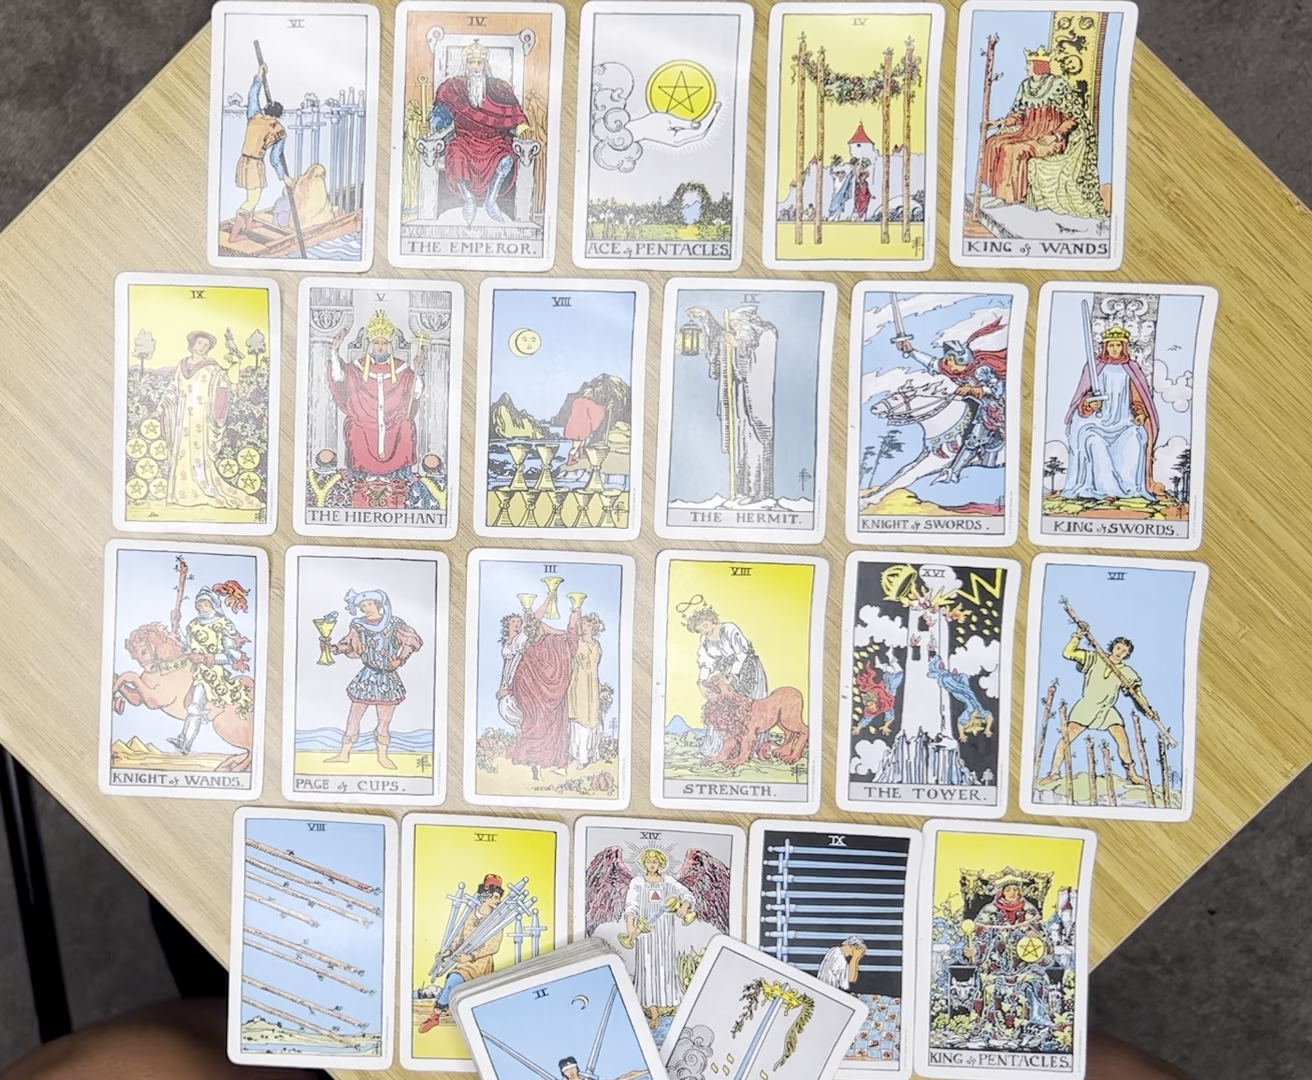 VI
IV
THE EMPEROR.
ACE of PENTACLES.
IV
KING of WANDS
IX
V
THE HIEROPHANT
VIII
IX
THE HERMIT.
KNIGHT of SWORDS.
KING of SWORDS.
KNIGHT of WANDS.
PAGE of CUPS.
III
VIII
STRENGTH.
XVI
THE TOWER.
VII
VIII
VII
XIV
IX
KING of PENTACLES.
II